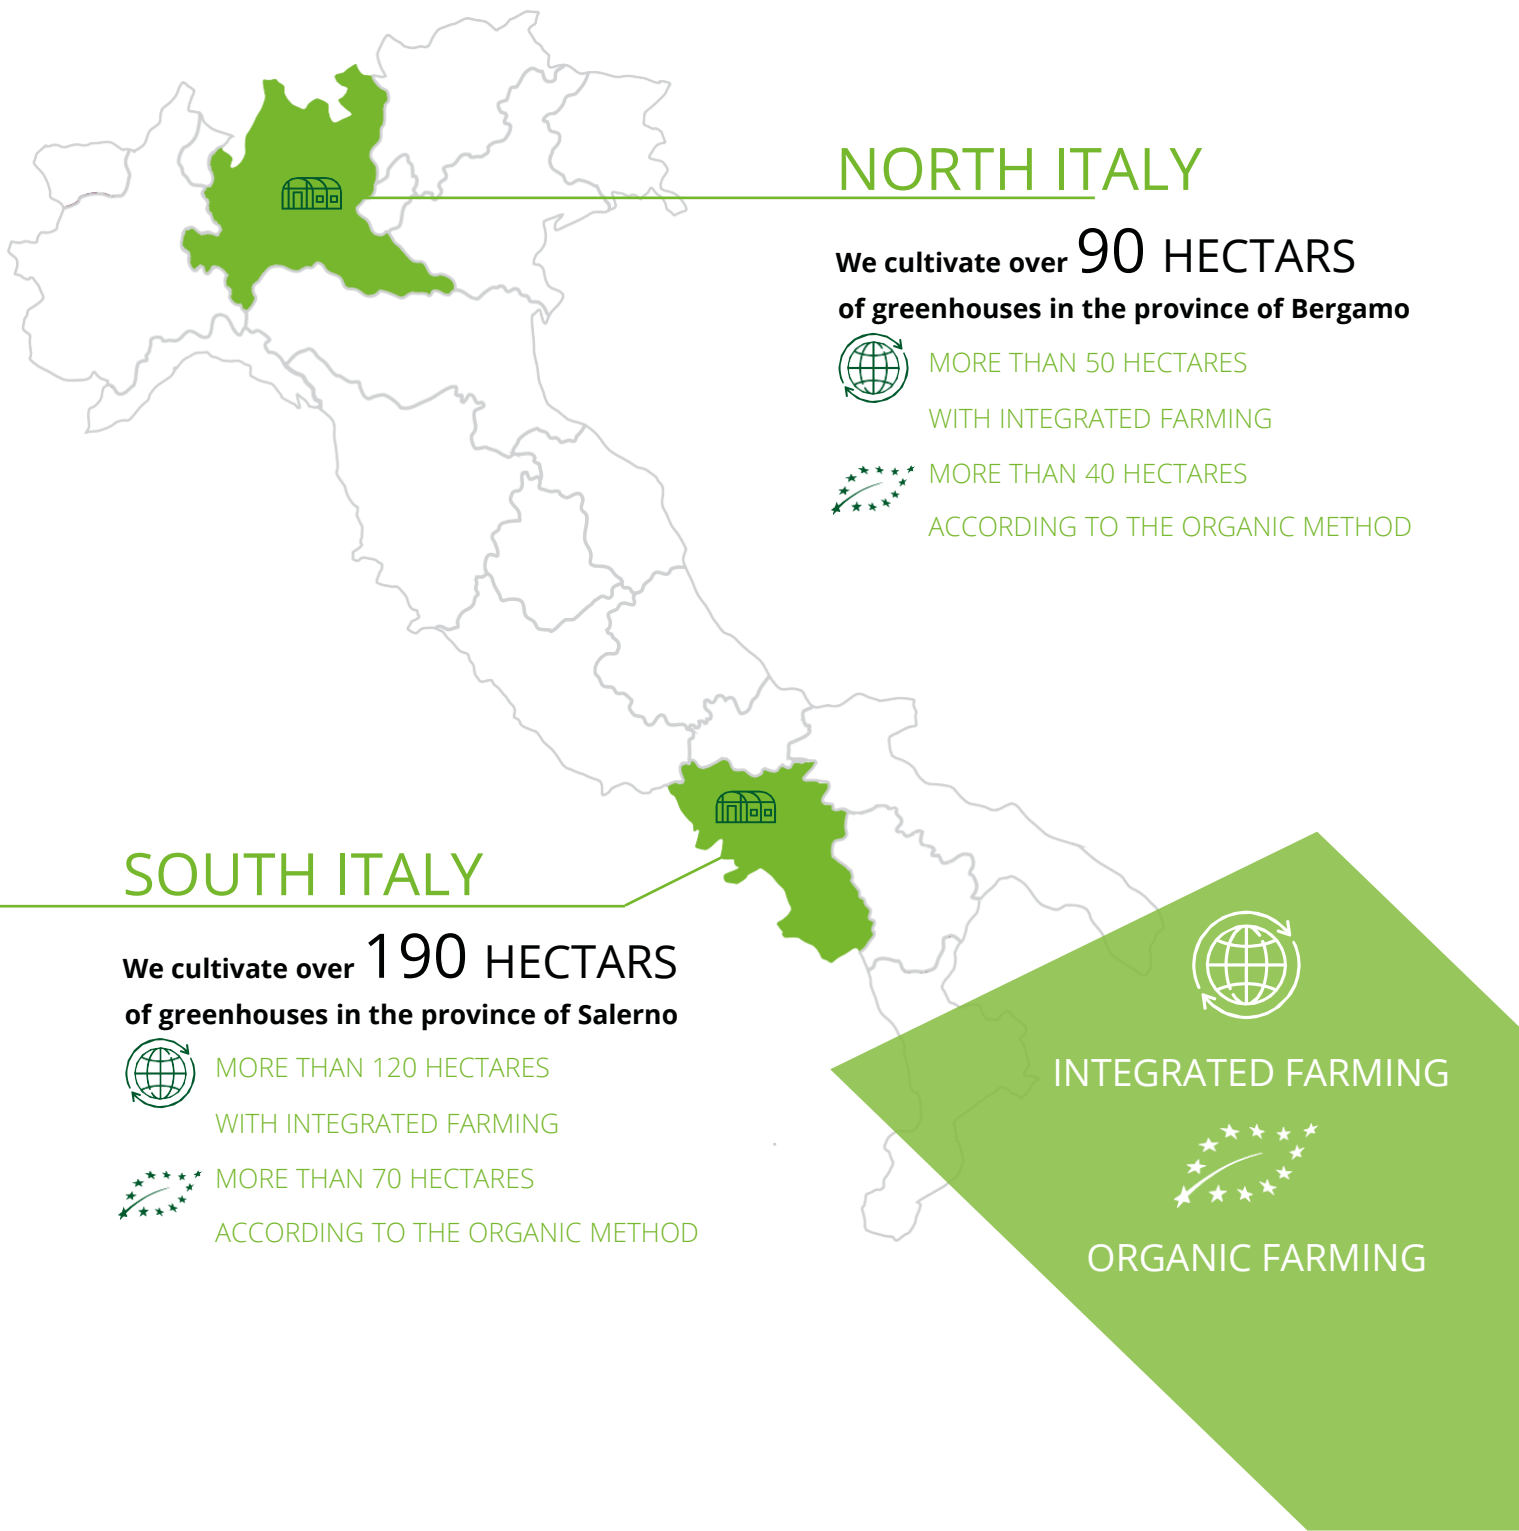 NORTH ITALY
We cultivate over 90 HECTARS
of greenhouses in the province of Bergamo
MORE THAN 50 HECTARES
WITH INTEGRATED FARMING
MORE THAN 40 HECTARES
ACCORDING TO THE ORGANIC METHOD
SOUTH ITALY
We cultivate over 190 HECTARS
of greenhouses in the province of Salerno
MORE THAN 120 HECTARES
WITH INTEGRATED FARMING
MORE THAN 70 HECTARES
ACCORDING TO THE ORGANIC METHOD
INTEGRATED FARMING
ORGANIC FARMING